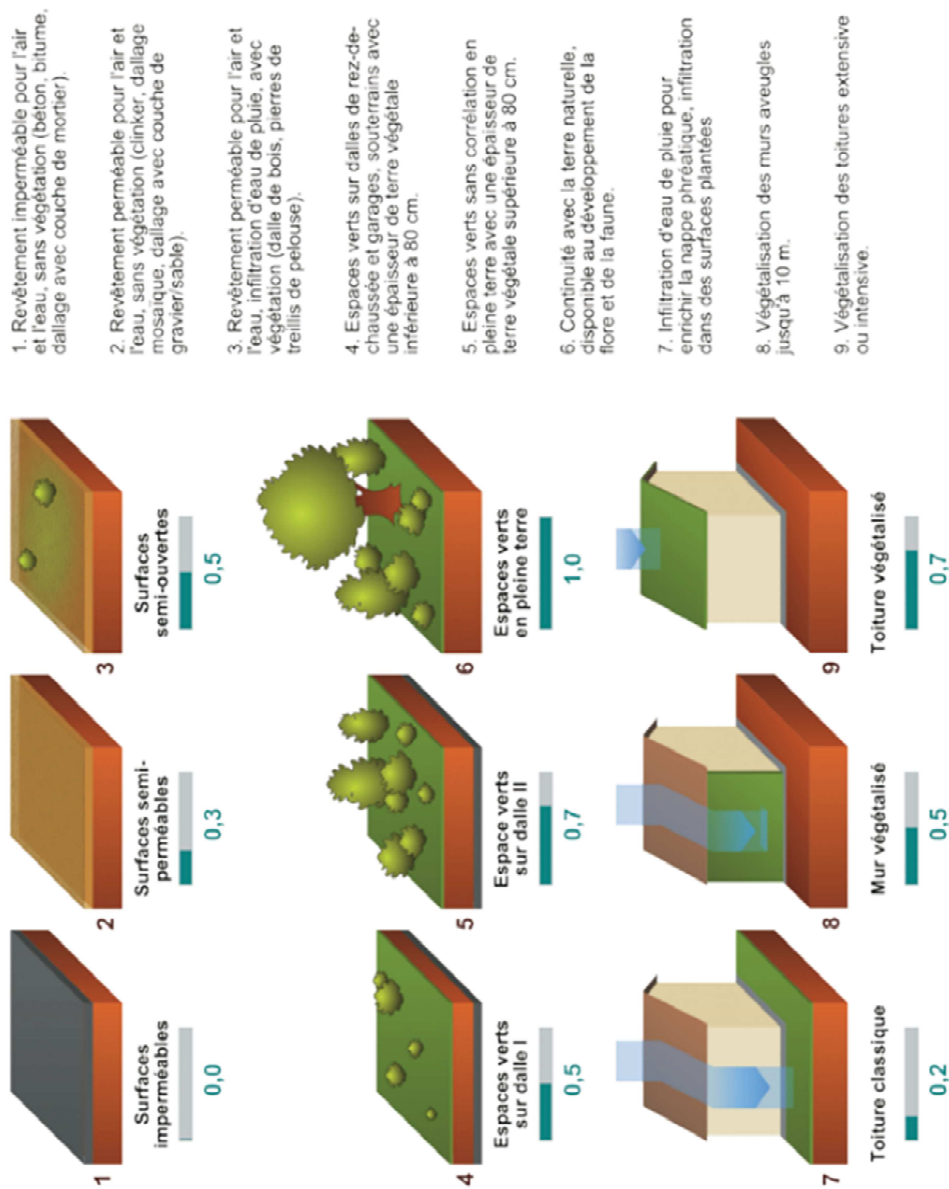 1
Surfaces
imperméables
0,0
2
Surfaces semi-
perméables
0,3
3
Surfaces
semi-ouvertes
0,5
4
Espaces verts
sur dalle I
0,5
5
Espace verts
sur dalle II
0,7
6
Espaces verts
en pleine terre
1,0
7
Toiture classique
0,2
8
Mur végétalisé
0,5
9
Toiture végétalisé
0,7
1. Revêtement imperméable pour l'air
et l'eau, sans végétation (béton, bitume,
dallage avec couche de mortier).
2. Revêtement perméable pour l'air et
l'eau, sans végétation (clinker, dallage
mosaïque, dallage avec couche de
gravier/sable).
3. Revêtement perméable pour l'air et
l'eau, infiltration d'eau de pluie, avec
végétation (dalle de bois, pierres de
treillis de pelouse).
4. Espaces verts sur dalles de rez-de-
chaussée et garages, souterrains avec
une épaisseur de terre végétale
inférieure à 80 cm.
5. Espaces verts sans corrélation en
pleine terre avec une épaisseur de
terre végétale supérieure à 80 cm.
6. Continuité avec la terre naturelle,
disponible au développement de la
flore et de la faune.
7. Infiltration d'eau de pluie pour
enrichir la nappe phréatique, infiltration
dans des surfaces plantées
8. Végétalisation des murs aveugles
jusqu'à 10 m.
9. Végétalisation des toitures extensive
ou intensive.